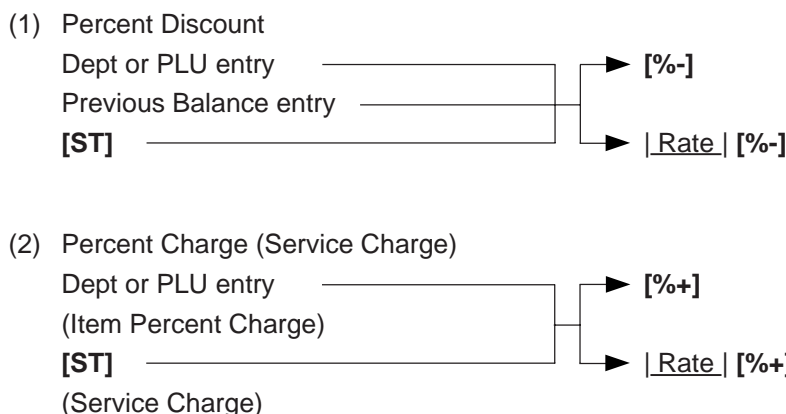 (1) Percent Discount
Dept or PLU entry [%-]
Previous Balance entry
[ST] | Rate | [%-]
(2) Percent Charge (Service Charge)
Dept or PLU entry [%+]
(Item Percent Charge)
[ST] | Rate | [%+]
(Service Charge)